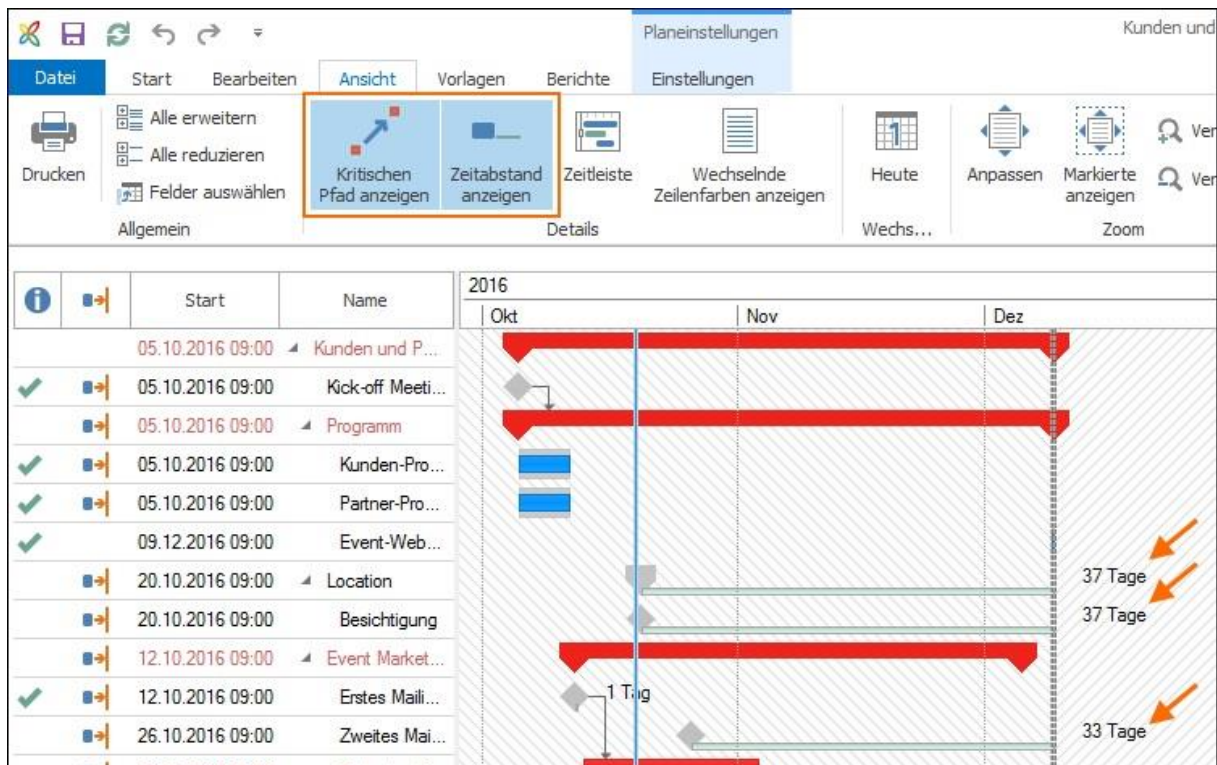 Planeinstellungen
Kunden und
Datei Start Bearbeiten Ansicht Vorlagen Berichte Einstellungen
Drucken
Alle erweitern
Alle reduzieren
Felder auswählen
Kritischen
Pfad anzeigen
Zeitabstand
anzeigen
Zeitleiste
Wechselnde
Zeilenfarben anzeigen
1
Heute
Anpassen
Markierte
anzeigen
Ver
Ver
Allgemein Details Wechs... Zoom
Start Name
2016
Okt Nov Dez
05.10.2016 09:00 Kunden und P...
05.10.2016 09:00 Kick-off Meeti...
05.10.2016 09:00 Programm
05.10.2016 09:00 Kunden-Pro...
05.10.2016 09:00 Partner-Pro...
09.12.2016 09:00 Event-Web...
20.10.2016 09:00 Location 37 Tage
20.10.2016 09:00 Besichtigung 37 Tage
12.10.2016 09:00 Event Market...
12.10.2016 09:00 Erstes Maili... 1 Tag
26.10.2016 09:00 Zweites Mai... 33 Tage